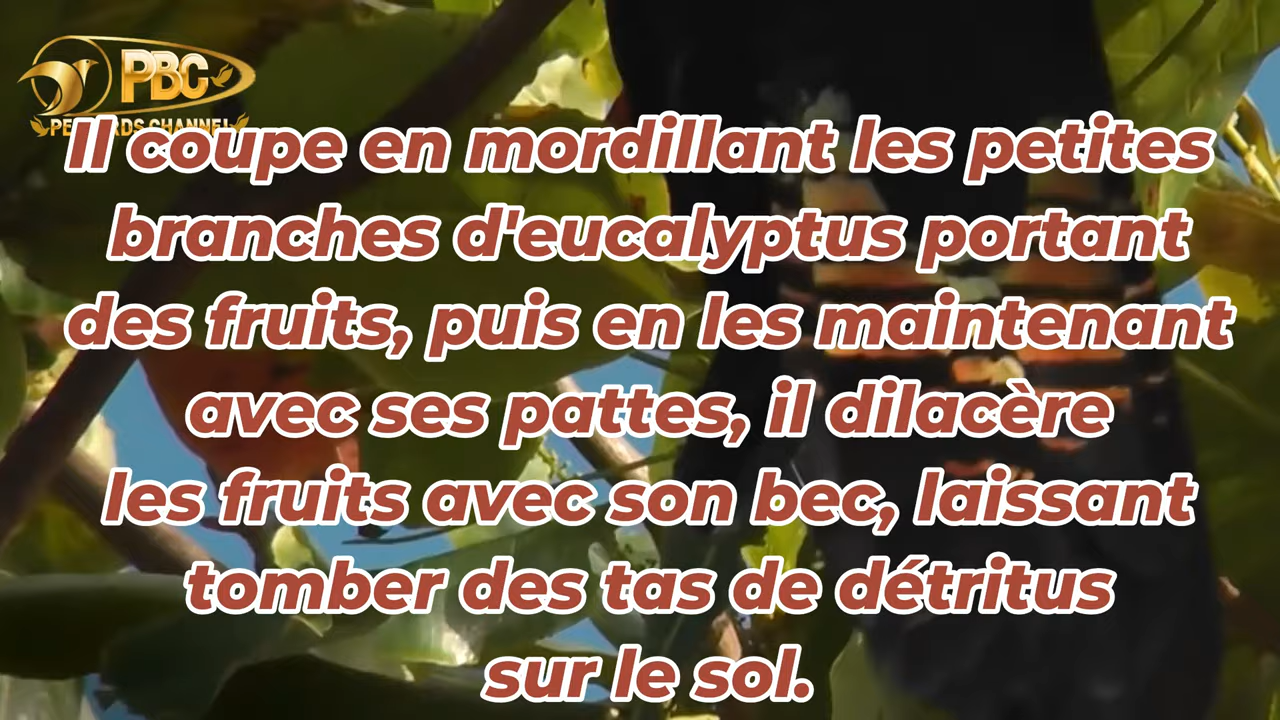 PBC
Il coupe en mordillant les petites
branches d'eucalyptus portant
des fruits, puis en les maintenant
avec ses pattes, il dilacère
les fruits avec son bec, laissant
tomber des tas de détritus
sur le sol.